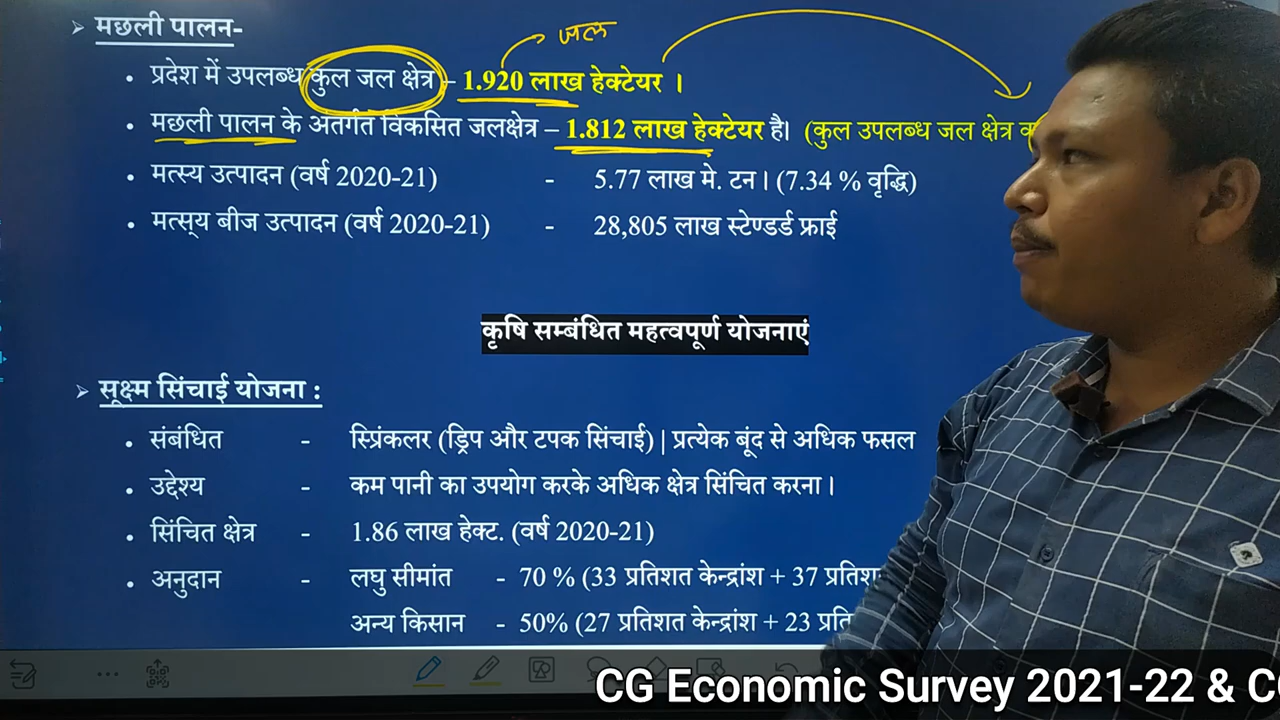 मछली पालन-
जल
प्रदेश में उपलब्ध कुल जल क्षेत्र – 1.920 लाख हेक्टेयर ।
मछली पालन के अंतर्गत विकसित जलक्षेत्र – 1.812 लाख हेक्टेयर है। (कुल उपलब्ध जल क्षेत्र
मत्स्य उत्पादन (वर्ष 2020-21) - 5.77 लाख मे. टन। (7.34 % वृद्धि)
मत्स्य बीज उत्पादन (वर्ष 2020-21) - 28,805 लाख स्टेण्डर्ड फ्राई
कृषि सम्बंधित महत्वपूर्ण योजनाएं
सूक्ष्म सिंचाई योजना :
संबंधित - स्प्रिंकलर (ड्रिप और टपक सिंचाई) | प्रत्येक बूंद से अधिक फसल
उद्देश्य - कम पानी का उपयोग करके अधिक क्षेत्र सिंचित करना।
सिंचित क्षेत्र - 1.86 लाख हेक्ट. (वर्ष 2020-21)
अनुदान - लघु सीमांत - 70 % (33 प्रतिशत केन्द्रांश + 37
अन्य किसान - 50% (27 प्रतिशत केन्द्रांश + 23
CG Economic Survey 2021-22 &